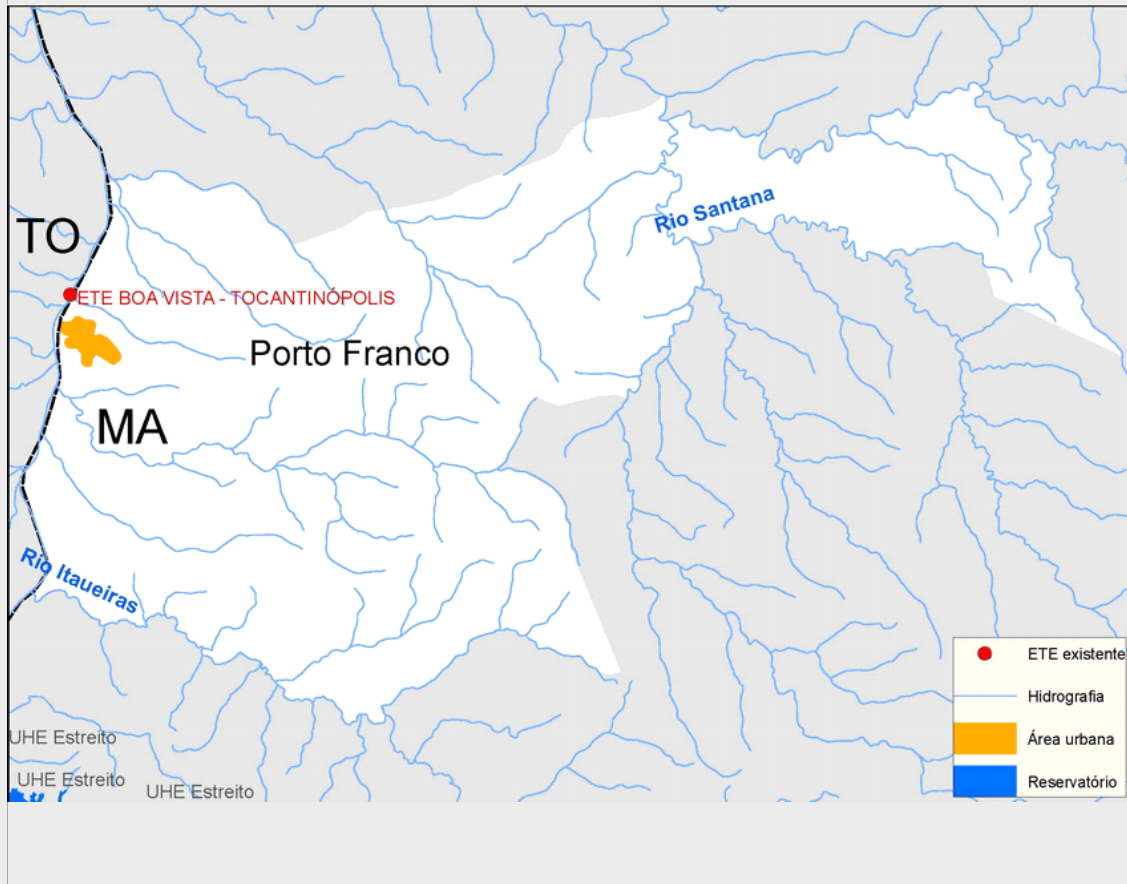 Rio Santana
TO
ETE BOA VISTA - TOCANTINÓPOLIS
Porto Franco
MA
Rio Itaueiras
UHE Estreito
UHE Estreito
UHE Estreito
ETE existente
Hidrografia
Área urbana
Reservatório